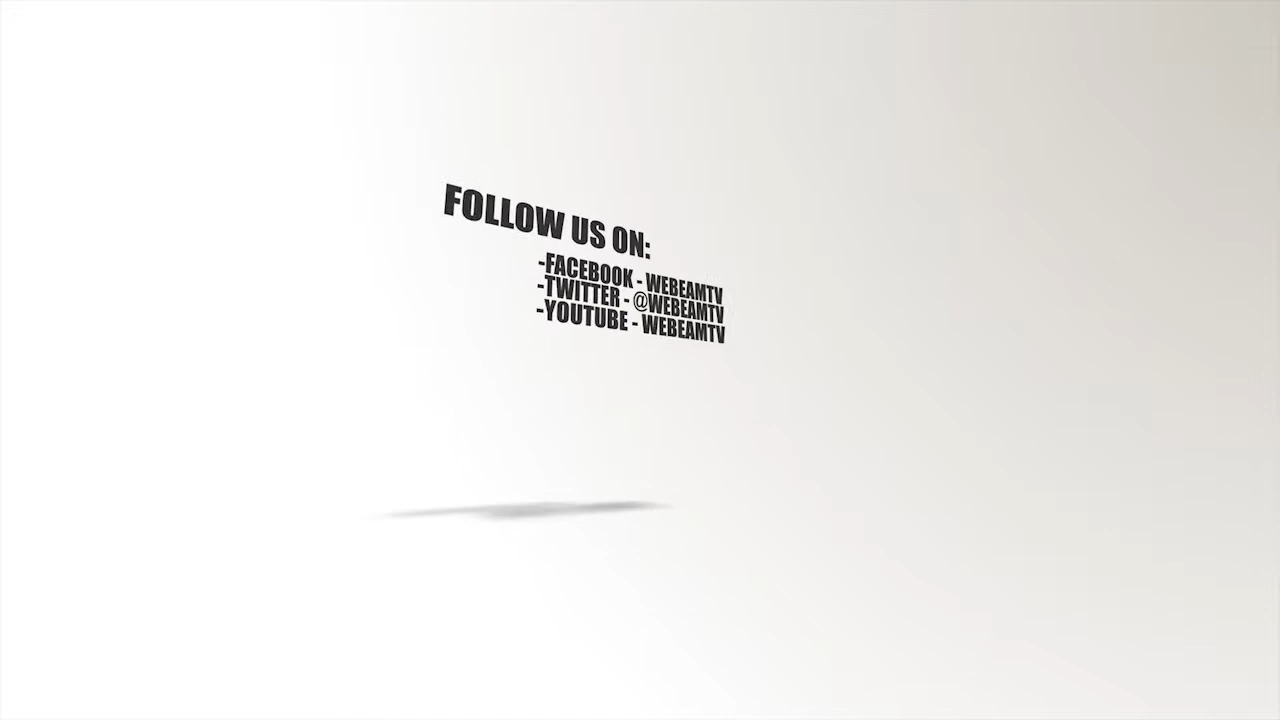 FOLLOW US ON:
-FACEBOOK - WEBEAMTV
-TWITTER - @WEBEAMTV
-YOUTUBE - WEBEAMTV